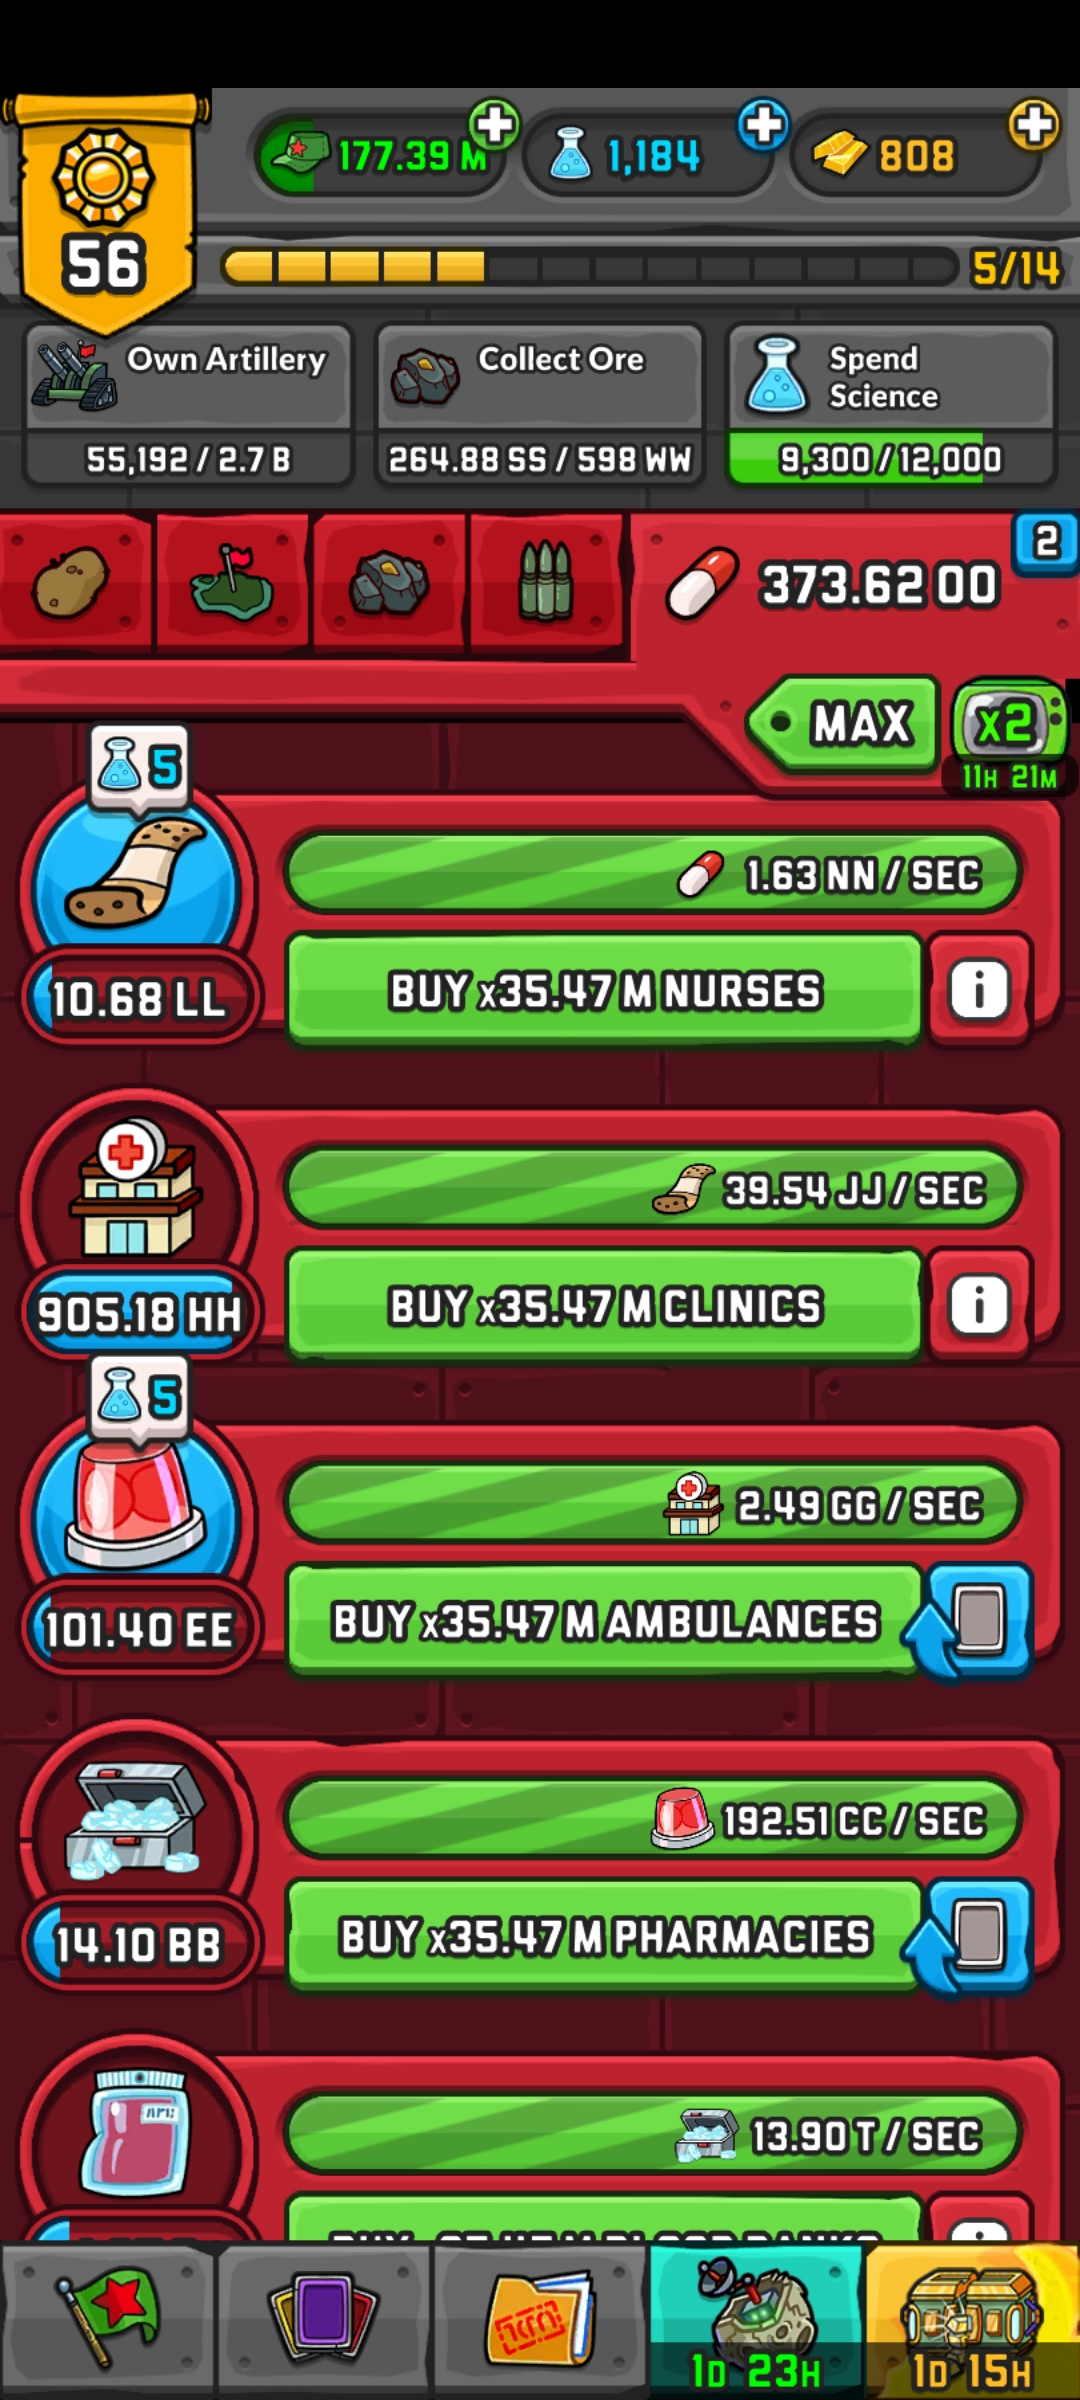 177.39 M
1,184
808
56
5/14
Own Artillery
55,192 / 2.7 B
Collect Ore
264.88 SS / 598 WW
Spend
Science
9,300 / 12,000
373.62 OO
2
MAX
x2
11H 21M
5
1.63 NN / SEC
10.68 LL
BUY x35.47 M NURSES
i
39.54 JJ / SEC
905.18 HH
BUY x35.47 M CLINICS
i
5
2.49 GG / SEC
101.40 EE
BUY x35.47 M AMBULANCES
192.51 CC / SEC
14.10 BB
BUY x35.47 M PHARMACIES
13.90 T / SEC
1D 23H
1D 15H